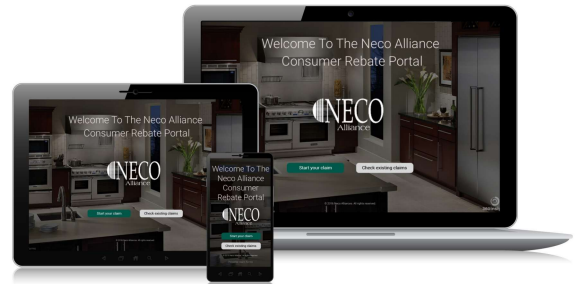 Welcome To The Neco Alliance
Consumer Rebate Portal
NECO
Alliance
Start your claim
Check existing claims
Welcome To The Neco Alliance
Consumer Rebate Portal
NECO
Alliance
Start your claim
Check existing claims
Welcome To The
Neco Alliance
Consumer
Rebate Portal
NECO
Alliance
Start your claim
Check existing claims